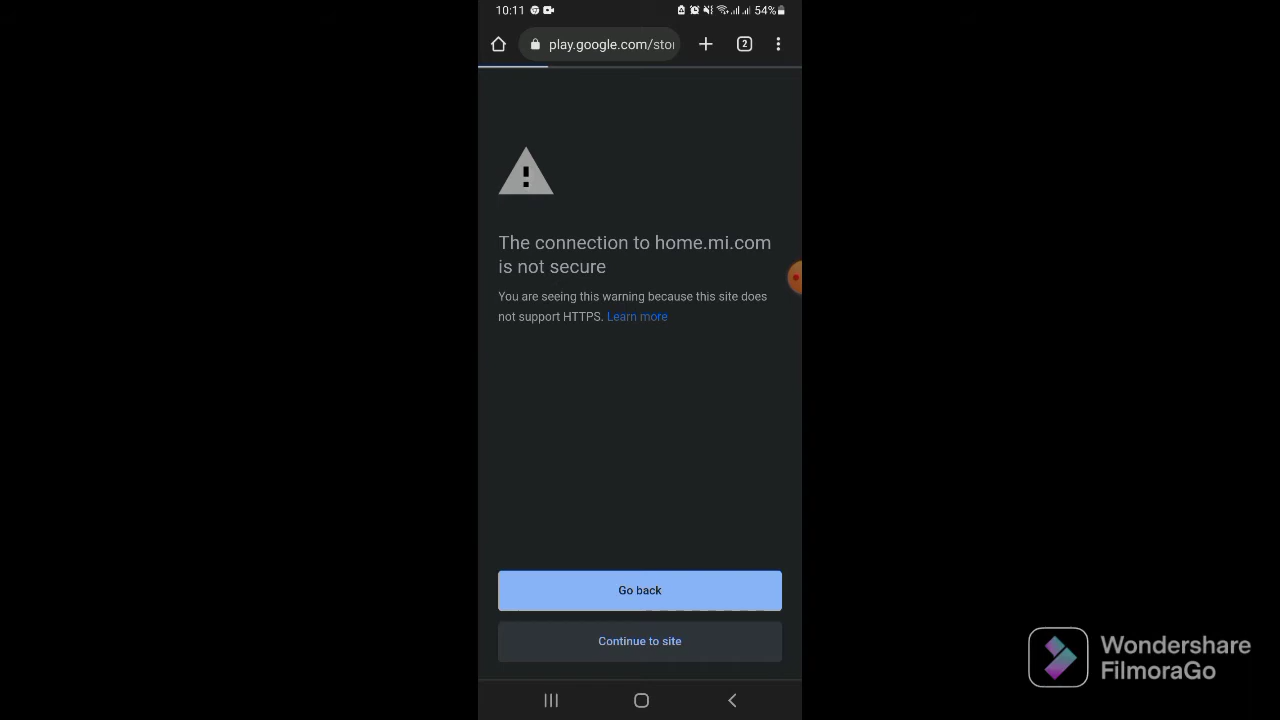 10:11
54%
play.google.com/stor
2
The connection to home.mi.com
is not secure
You are seeing this warning because this site does
not support HTTPS. Learn more
Go back
Continue to site
Wondershare
FilmoraGo